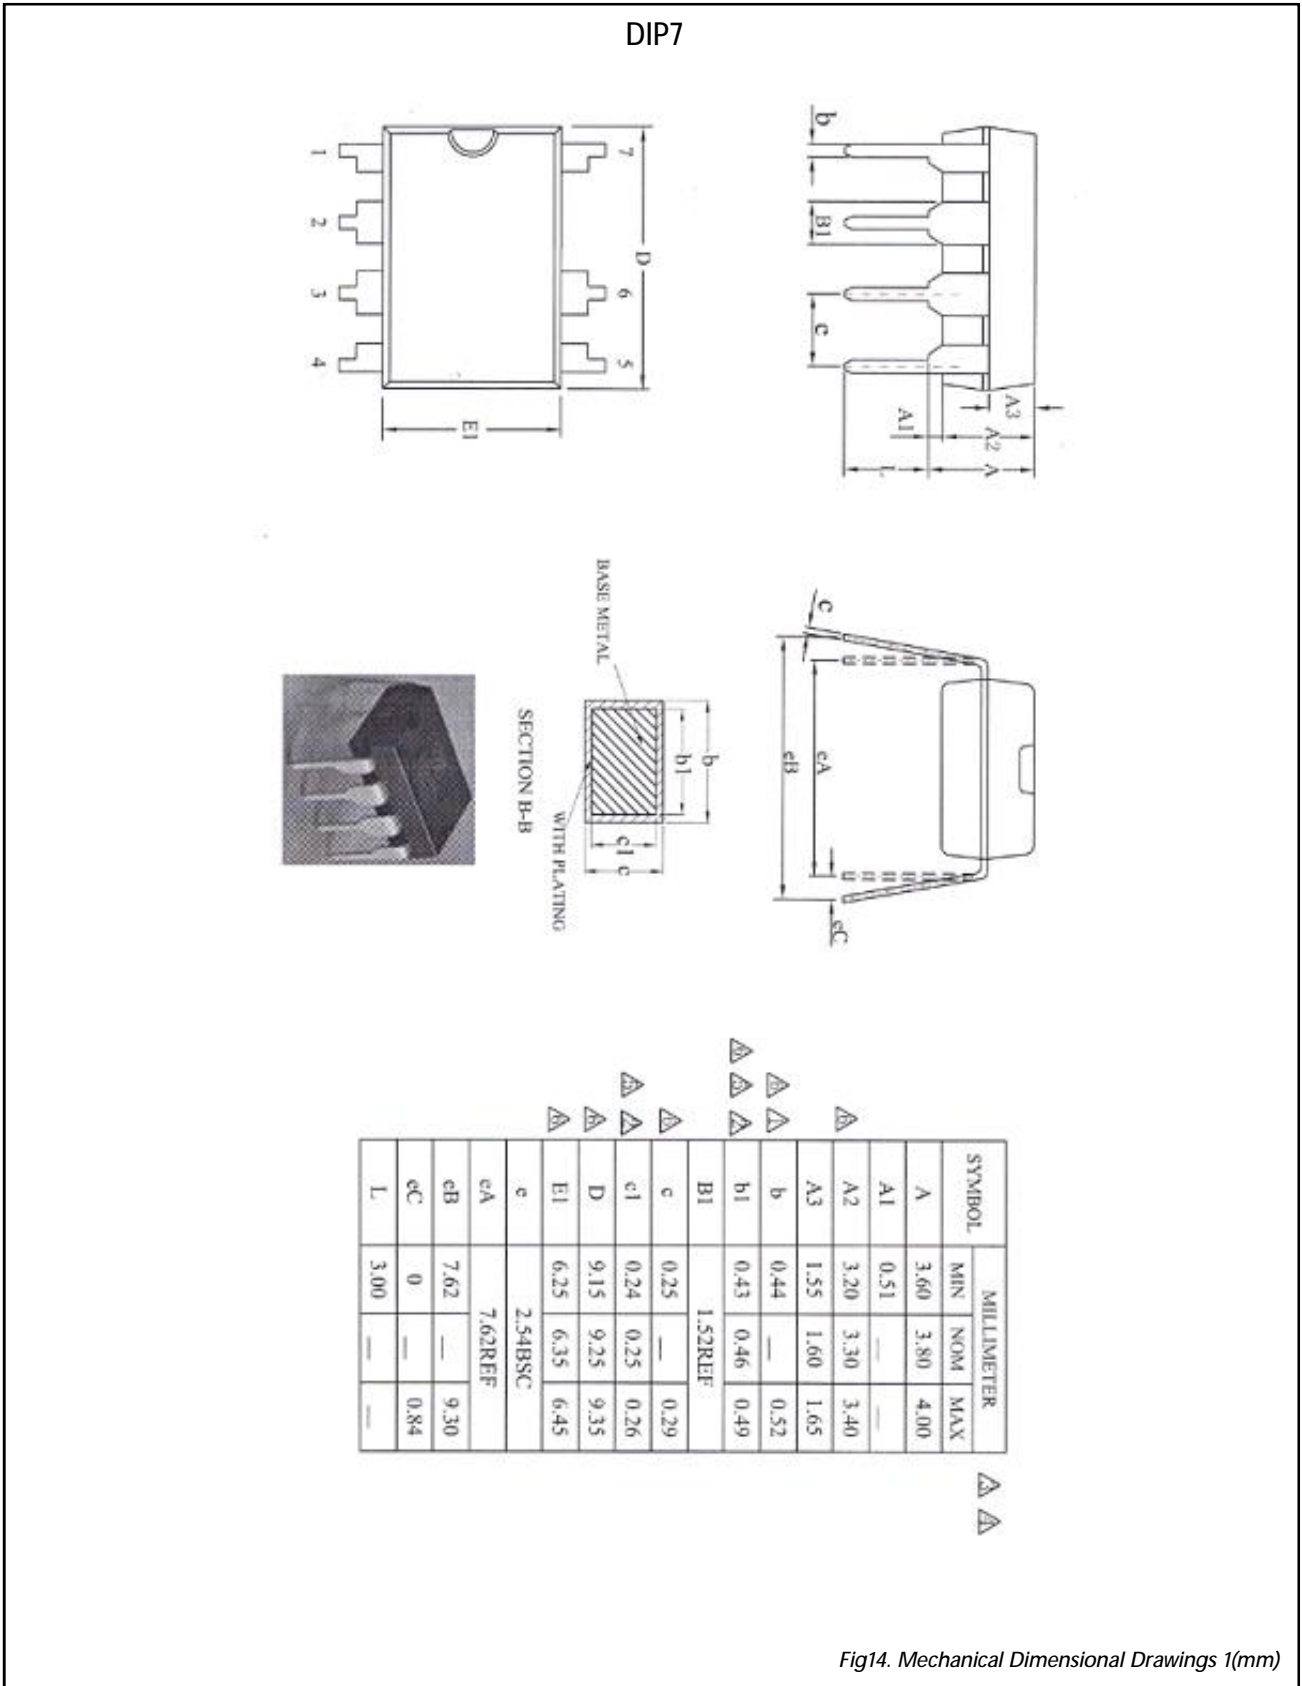 DIP7
1
2
3
4
7
6
5
D
E1
b
B1
e
A3
A2
A
A1
L
c
eA
eB
eC
BASE METAL
b
b1
c1
c
WITH PLATING
SECTION B-B
SYMBOL MILLIMETER
MIN NOM MAX
A 3.60 3.80 4.00
A1 0.51 — —
A2 3.20 3.30 3.40
A3 1.55 1.60 1.65
b 0.44 — 0.52
b1 0.43 0.46 0.49
B1 1.52REF
c 0.25 — 0.29
c1 0.24 0.25 0.26
D 9.15 9.25 9.35
E1 6.25 6.35 6.45
e 2.54BSC
eA 7.62REF
eB 7.62 — 9.30
eC 0 — 0.84
L 3.00 — —
Fig14. Mechanical Dimensional Drawings 1(mm)